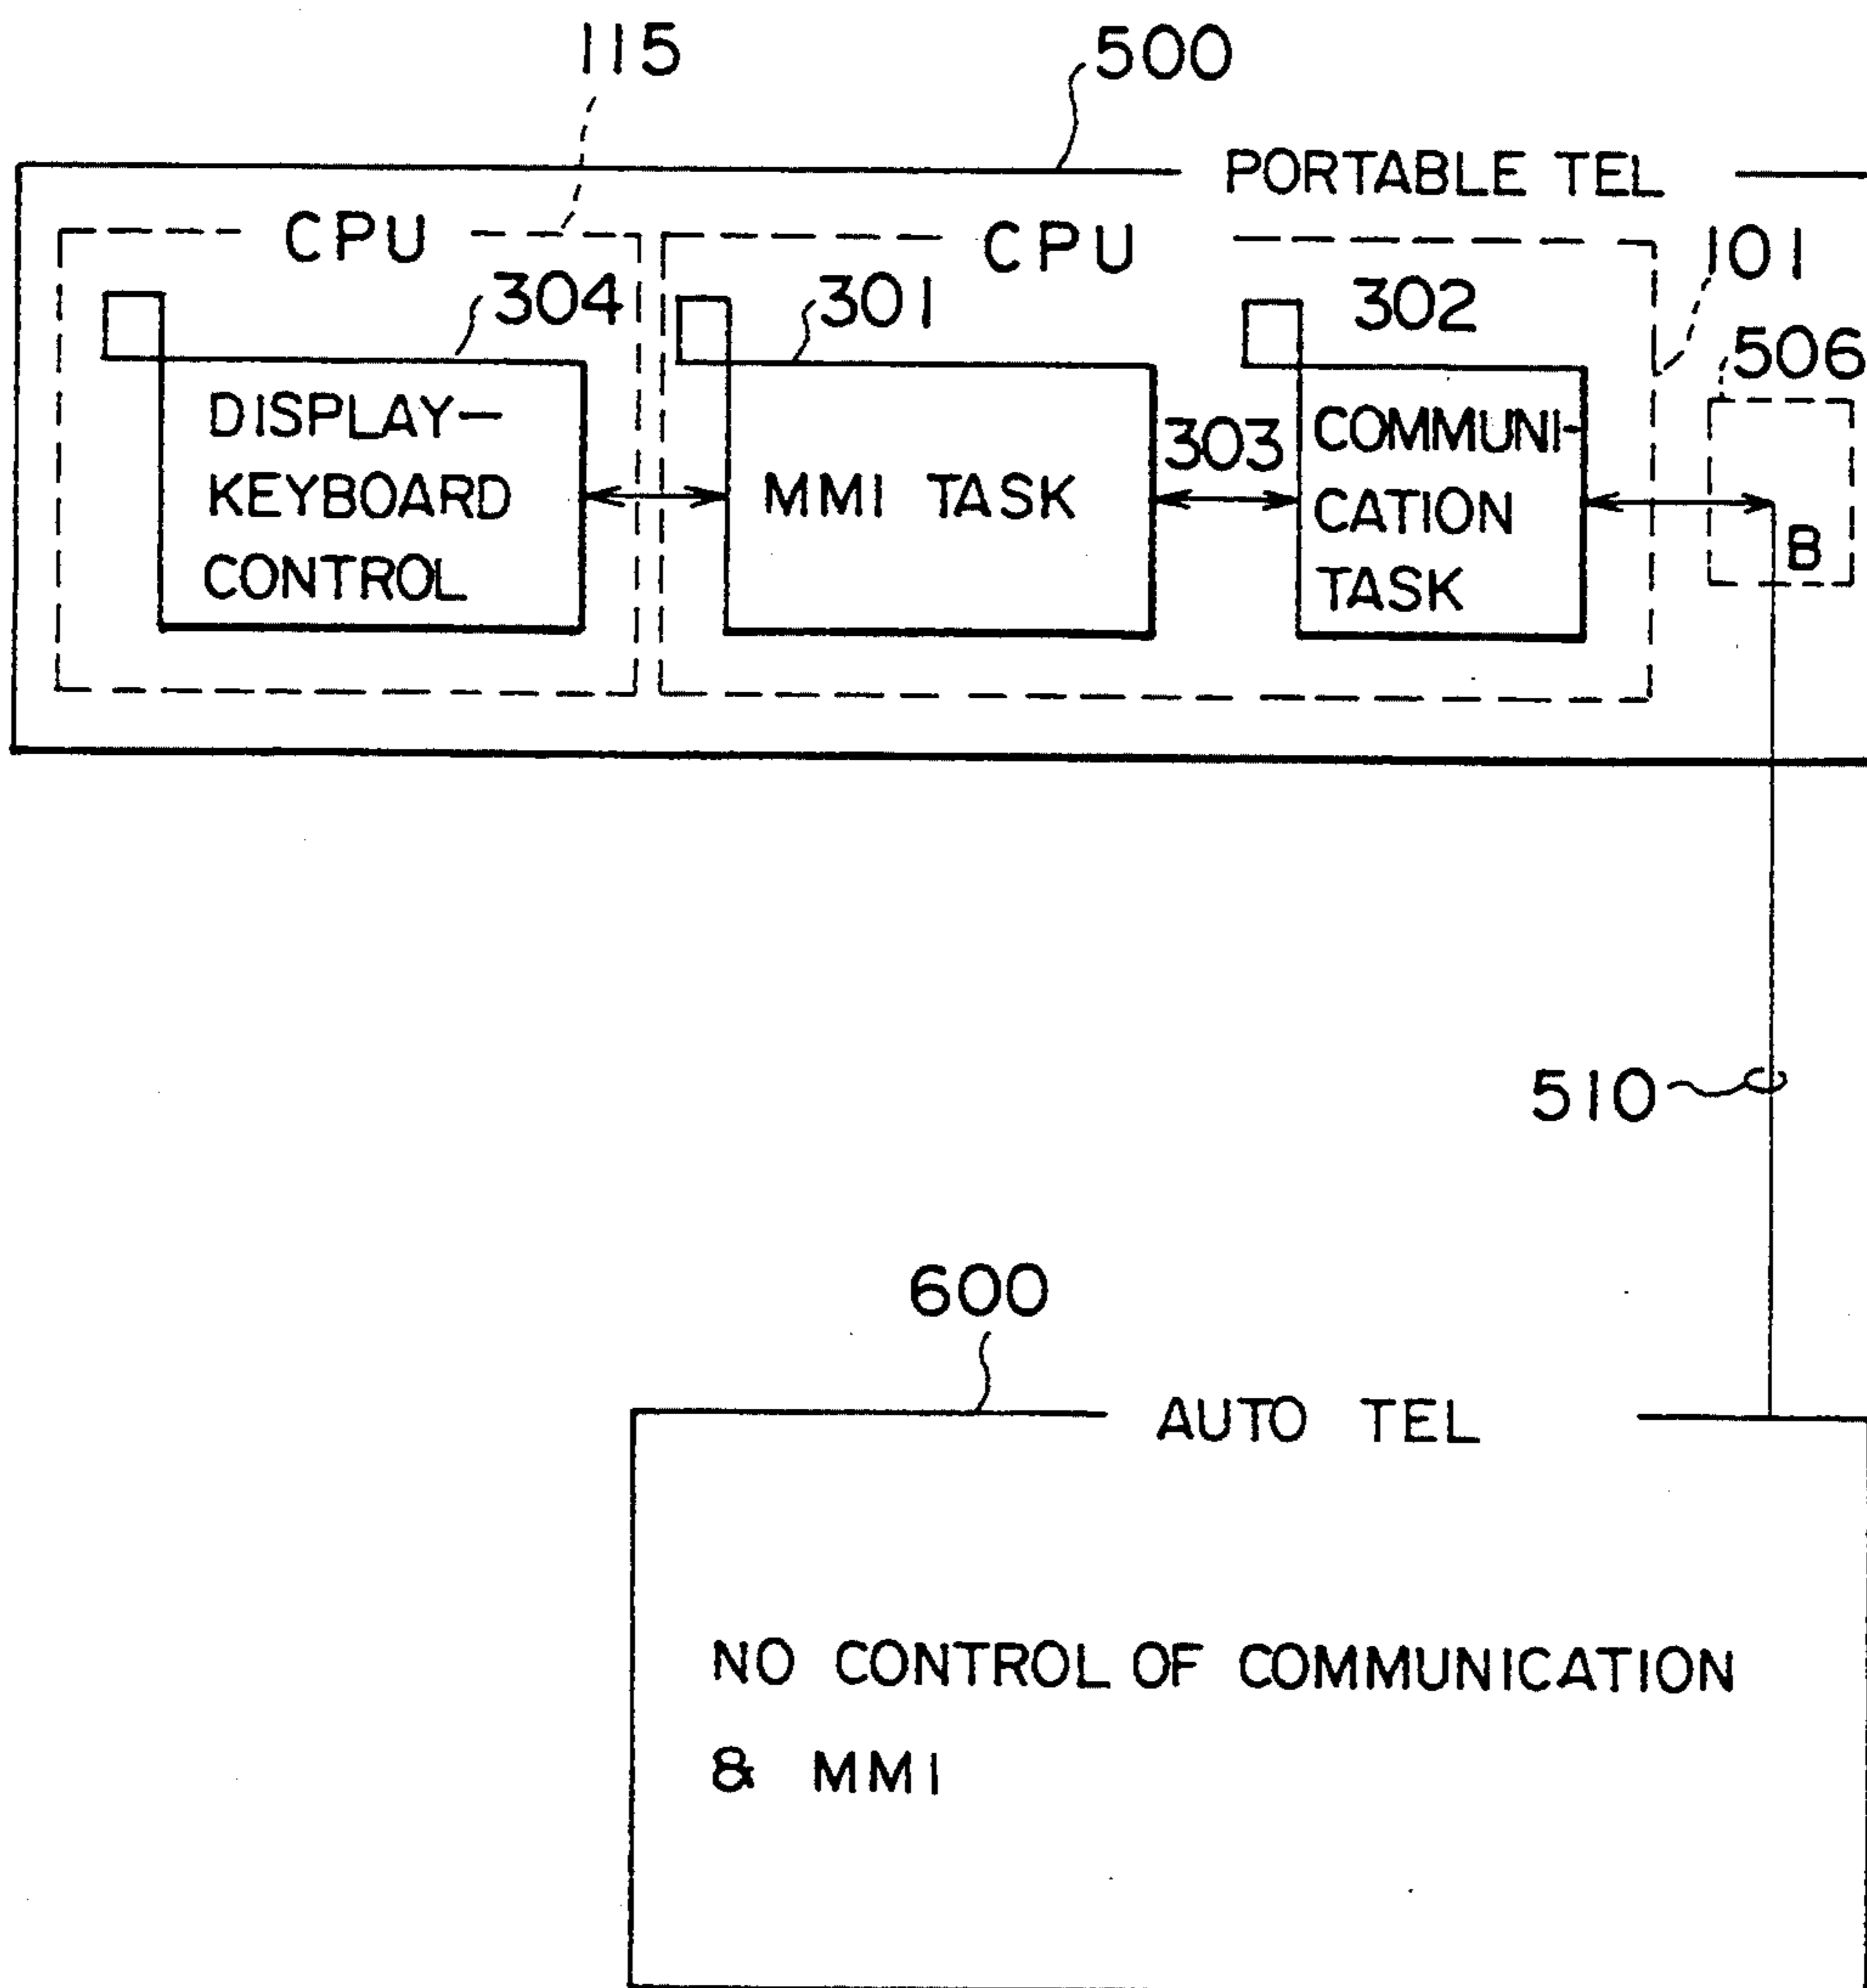 115
500
PORTABLE TEL
CPU
CPU
101
304
301
302
506
DISPLAY-
KEYBOARD
CONTROL
MMI TASK
303
COMMUNI-
CATION
TASK
B
510
600
AUTO TEL
NO CONTROL OF COMMUNICATION
& MMI